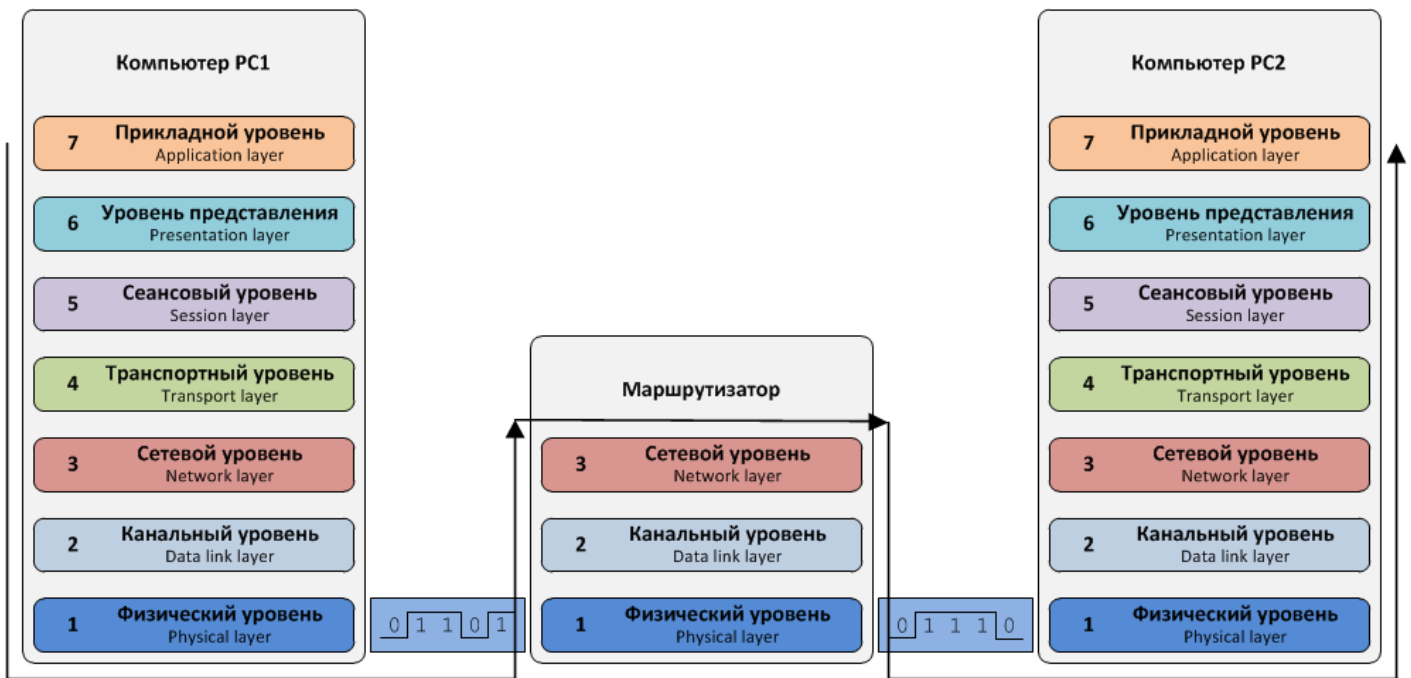 Компьютер PC1
7 Прикладной уровень
Application layer
6 Уровень представления
Presentation layer
5 Сеансовый уровень
Session layer
4 Транспортный уровень
Transport layer
3 Сетевой уровень
Network layer
2 Канальный уровень
Data link layer
1 Физический уровень
Physical layer
0 1 1 0 1
Маршрутизатор
3 Сетевой уровень
Network layer
2 Канальный уровень
Data link layer
1 Физический уровень
Physical layer
0 1 1 1 0
Компьютер PC2
7 Прикладной уровень
Application layer
6 Уровень представления
Presentation layer
5 Сеансовый уровень
Session layer
4 Транспортный уровень
Transport layer
3 Сетевой уровень
Network layer
2 Канальный уровень
Data link layer
1 Физический уровень
Physical layer